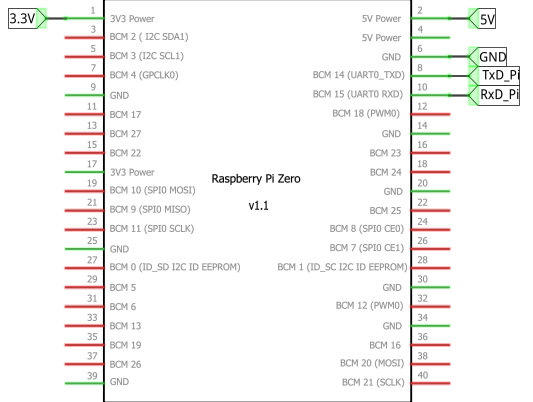 3.3V 1 3V3 Power 5V Power 2 5V
3 BCM 2 ( I2C SDA1) 5V Power 4
5 BCM 3 (I2C SCL1) GND 6 GND
7 BCM 4 (GPCLK0) BCM 14 (UART0_TXD) 8 TxD_Pi
9 GND BCM 15 (UART0 RXD) 10 RxD_Pi
11 BCM 17 BCM 18 (PWM0) 12
13 BCM 27 GND 14
15 BCM 22 BCM 23 16
17 3V3 Power BCM 24 18
Raspberry Pi Zero
19 BCM 10 (SPI0 MOSI) GND 20
21 BCM 9 (SPI0 MISO) BCM 25 22
v1.1
23 BCM 11 (SPI0 SCLK) BCM 8 (SPI0 CE0) 24
25 GND BCM 7 (SPI0 CE1) 26
27 BCM 0 (ID_SD I2C ID EEPROM) BCM 1 (ID_SC I2C ID EEPROM) 28
29 BCM 5 GND 30
31 BCM 6 BCM 12 (PWM0) 32
33 BCM 13 GND 34
35 BCM 19 BCM 16 36
37 BCM 26 BCM 20 (MOSI) 38
39 GND BCM 21 (SCLK) 40